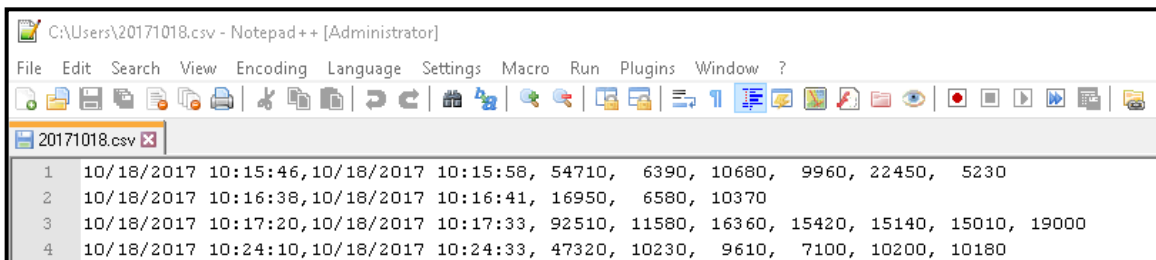 C:\Users\20171018.csv - Notepad++ [Administrator]
File Edit Search View Encoding Language Settings Macro Run Plugins Window ?
20171018.csv
1 10/18/2017 10:15:46,10/18/2017 10:15:58, 54710,  6390, 10680,  9960, 22450,  5230
2 10/18/2017 10:16:38,10/18/2017 10:16:41, 16950,  6580, 10370
3 10/18/2017 10:17:20,10/18/2017 10:17:33, 92510, 11580, 16360, 15420, 15140, 15010, 19000
4 10/18/2017 10:24:10,10/18/2017 10:24:33, 47320, 10230,  9610,  7100, 10200, 10180